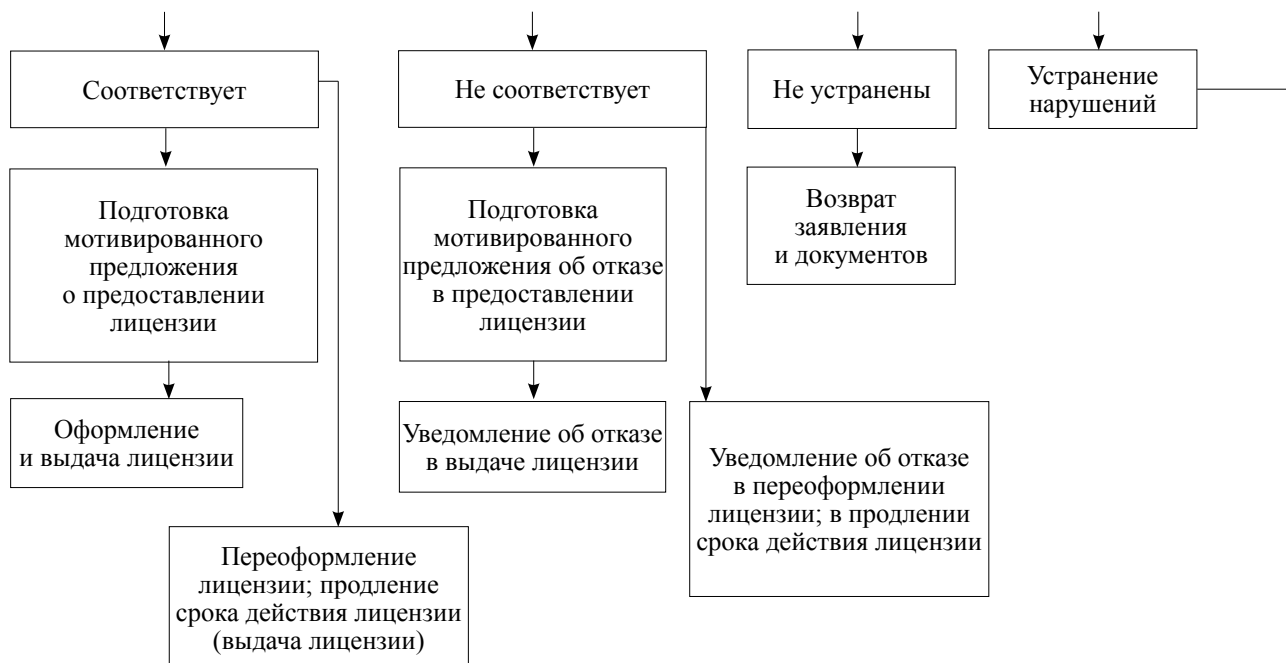 Соответствует
Не соответствует
Не устранены
Устранение
нарушений
Подготовка
мотивированного
предложения
о предоставлении
лицензии
Подготовка
мотивированного
предложения об отказе
в предоставлении
лицензии
Возврат
заявления
и документов
Оформление
и выдача лицензии
Уведомление об отказе
в выдаче лицензии
Уведомление об отказе
в переоформлении
лицензии; в продлении
срока действия лицензии
Переоформление
лицензии; продление
срока действия лицензии
(выдача лицензии)